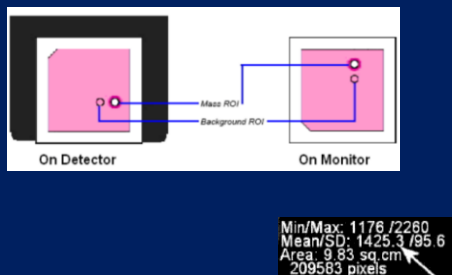 Mass ROI
Background ROI
On Detector
On Monitor
Min/Max: 1176 /2260
Mean/SD: 1425.3 /95.6
Area: 9.83 sq.cm
209583 pixels